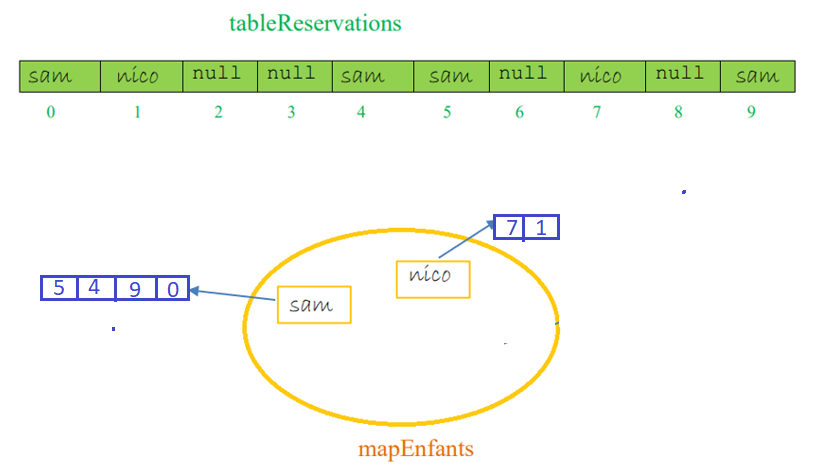 tableReservations
sam nico null null sam sam null nico null sam
0 1 2 3 4 5 6 7 8 9
7 1
nico
5 4 9 0
sam
mapEnfants